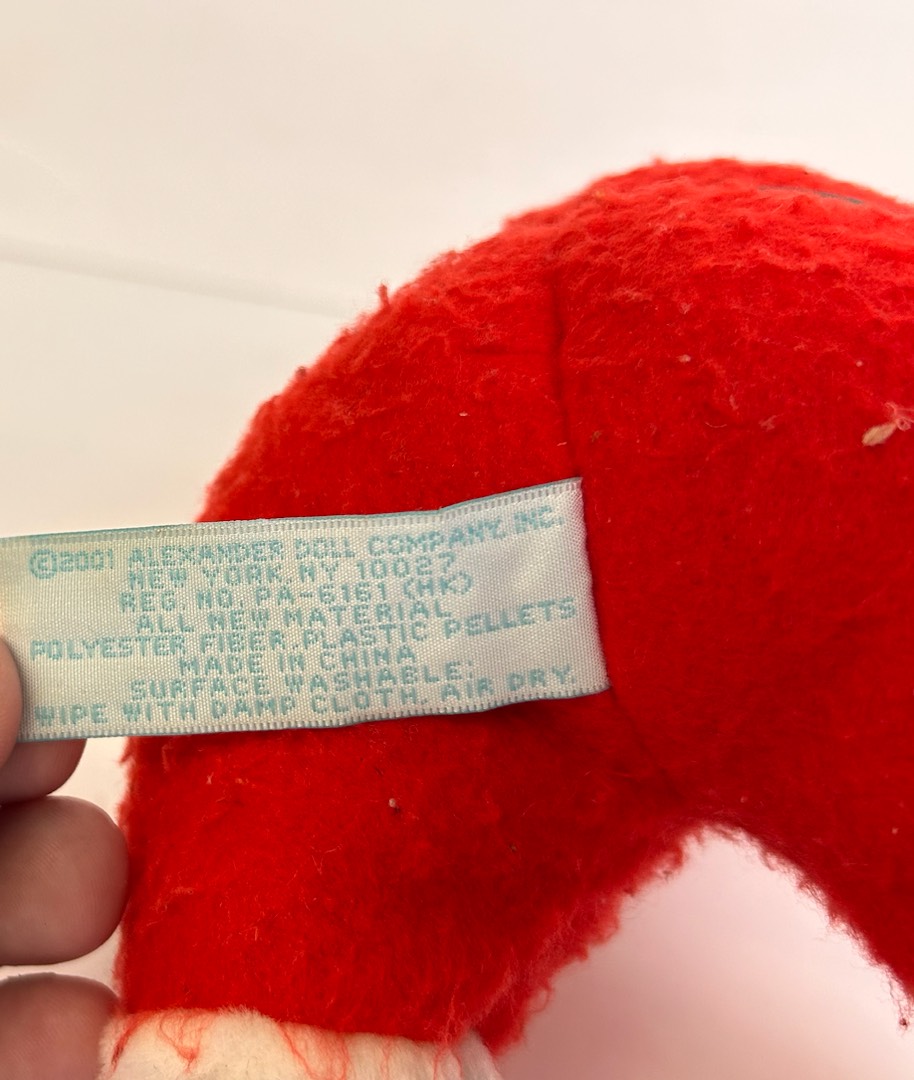 ©2001 ALEXANDER DOLL COMPANY, INC.
NEW YORK, NY 10027
REG. NO. PA-6161 (HK)
ALL NEW MATERIAL
POLYESTER FIBER, PLASTIC PELLETS
MADE IN CHINA
SURFACE WASHABLE:
WIPE WITH DAMP CLOTH. AIR DRY.